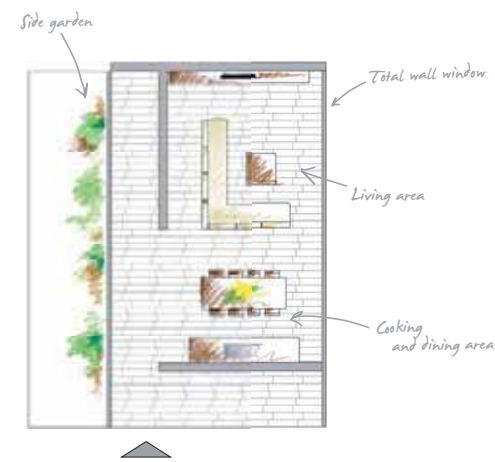 Side garden
Total wall window
Living area
Cooking
and dining area